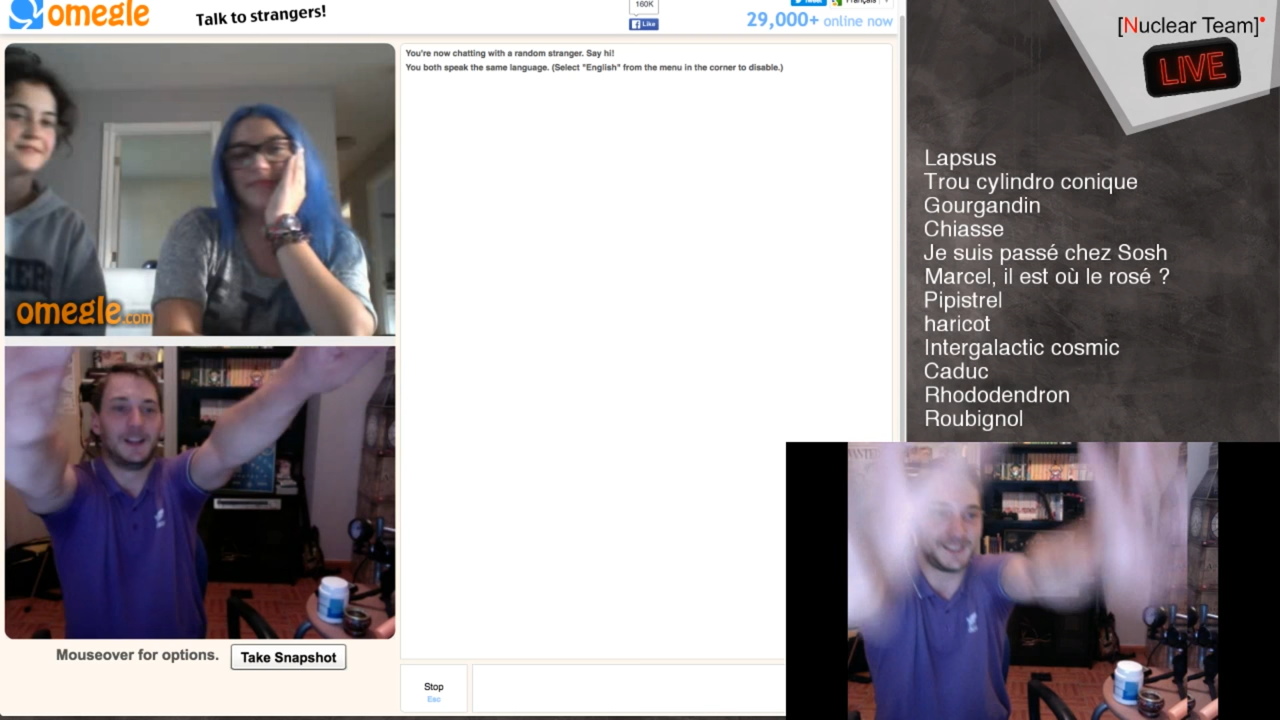 omegle
Talk to strangers!
160K
Like
Tweet
Français
29,000+ online now
You're now chatting with a random stranger. Say hi!
You both speak the same language. (Select "English" from the menu in the corner to disable.)
omegle.com
Mouseover for options.
Take Snapshot
Stop
Esc
[Nuclear Team]
LIVE
Lapsus
Trou cylindro conique
Gourgandin
Chiasse
Je suis passé chez Sosh
Marcel, il est où le rosé ?
Pipistrel
haricot
Intergalactic cosmic
Caduc
Rhododendron
Roubignol